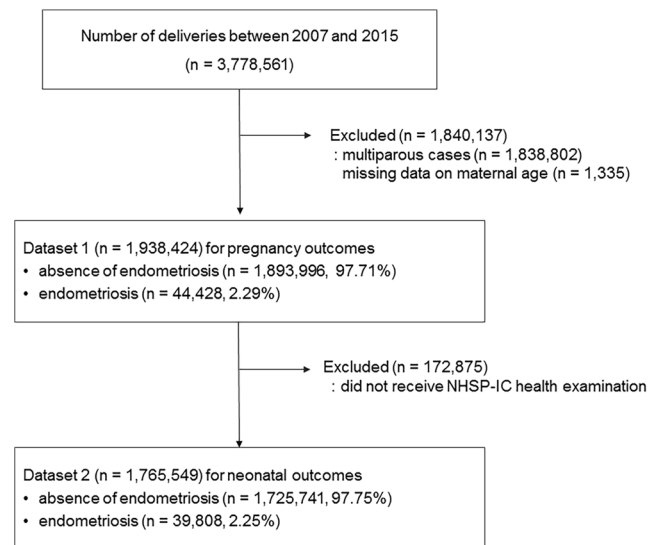 Number of deliveries between 2007 and 2015
(n = 3,778,561)
Excluded (n = 1,840,137)
: multiparous cases (n = 1,838,802)
missing data on maternal age (n = 1,335)
Dataset 1 (n = 1,938,424) for pregnancy outcomes
• absence of endometriosis (n = 1,893,996, 97.71%)
• endometriosis (n = 44,428, 2.29%)
Excluded (n = 172,875)
: did not receive NHSP-IC health examination
Dataset 2 (n = 1,765,549) for neonatal outcomes
• absence of endometriosis (n = 1,725,741, 97.75%)
• endometriosis (n = 39,808, 2.25%)